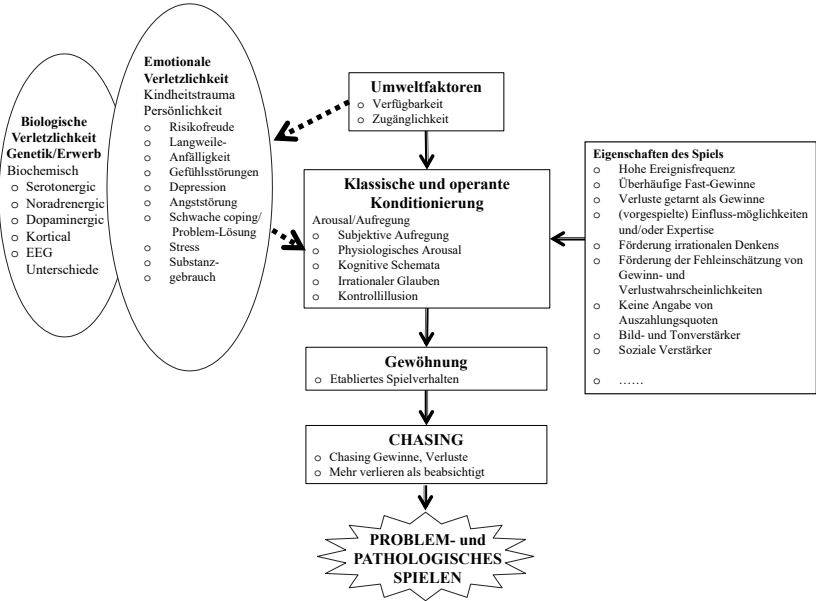 Biologische
Verletzlichkeit
Genetik/Erwerb
Biochemisch
o Serotonergic
o Noradrenergic
o Dopaminergic
o Kortical
o EEG
Unterschiede
Emotionale
Verletzlichkeit
Kindheitstrauma
Persönlichkeit
o Risikofreude
o Langweile-
o Anfälligkeit
o Gefühlsstörungen
o Depression
o Angststörung
o Schwache coping/
Problem-Lösung
o Stress
o Substanz-
o gebrauch
Umweltfaktoren
o Verfügbarkeit
o Zugänglichkeit
Klassische und operante
Konditionierung
Arousal/Aufregung
o Subjektive Aufregung
o Physiologisches Arousal
o Kognitive Schemata
o Irrationaler Glauben
o Kontrollillusion
Eigenschaften des Spiels
o Hohe Ereignisfrequenz
o Überhäufige Fast-Gewinne
o Verluste getarnt als Gewinne
o (vorgespielte) Einfluss-möglichkeiten
und/oder Expertise
o Förderung irrationalen Denkens
o Förderung der Fehleinschätzung von
Gewinn- und
Verlustwahrscheinlichkeiten
o Keine Angabe von
Auszahlungsquoten
o Bild- und Tonverstärker
o Soziale Verstärker
o ……
Gewöhnung
o Etabliertes Spielverhalten
CHASING
o Chasing Gewinne, Verluste
o Mehr verlieren als beabsichtigt
PROBLEM- und
PATHOLOGISCHES
SPIELEN